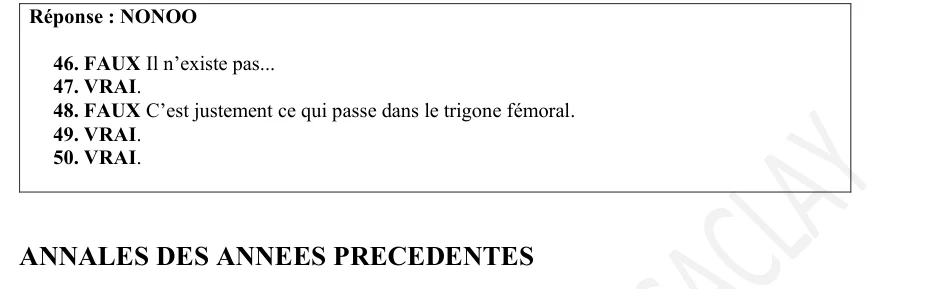 Réponse : NONOO
46. FAUX Il n’existe pas...
47. VRAI.
48. FAUX C’est justement ce qui passe dans le trigone fémoral.
49. VRAI.
50. VRAI.
ANNALES DES ANNEES PRECEDENTES
SACLAY